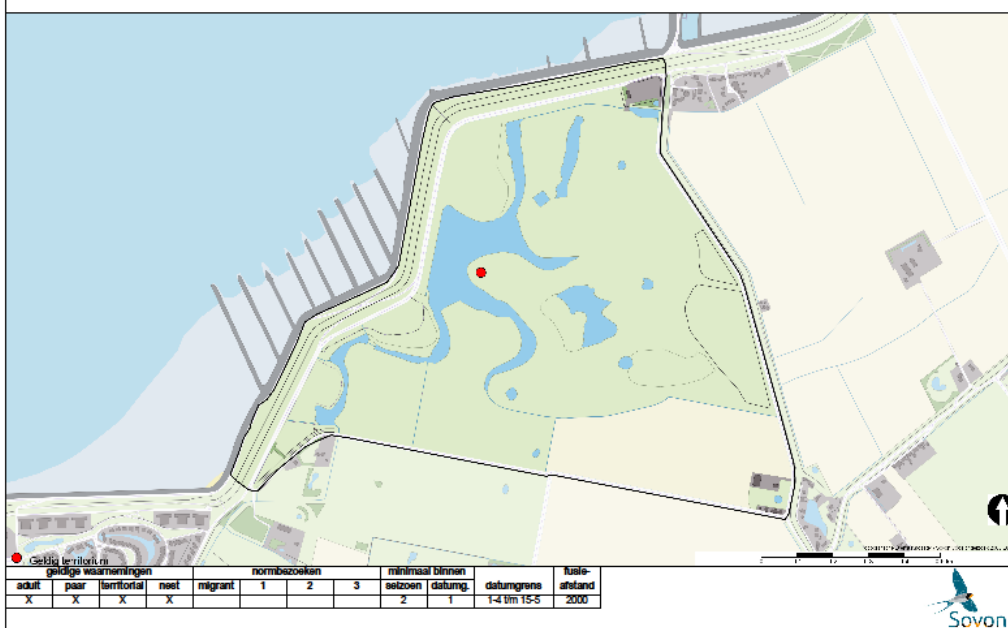 Geldig territorium
geldige waarnemingen normbezoeken minimaal binnen fusie-
adult paar territorial nest migrant 1 2 3 seizoen datumg. datumgrens afstand
X X X X 2 1 1-4 t/m 15-5 2000
Sovon